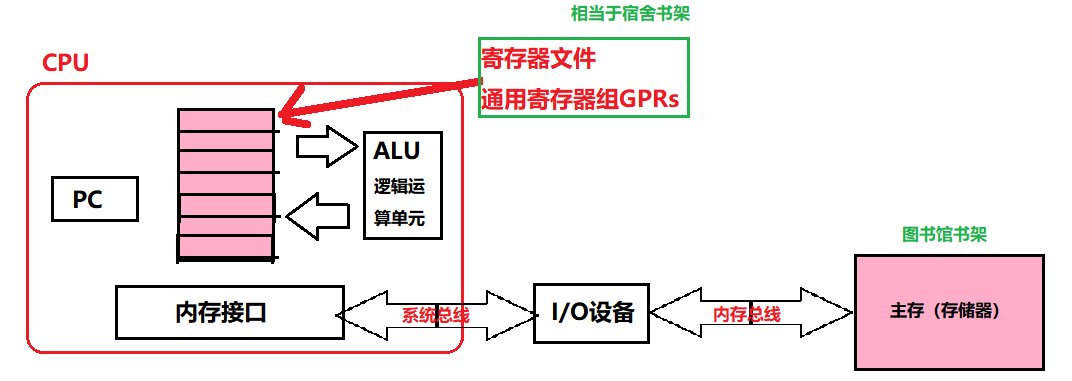 相当于宿舍书架
CPU
寄存器文件
通用寄存器组GPRs
ALU
逻辑运
算单元
PC
图书馆书架
内存接口
系统总线
I/O设备
内存总线
主存（存储器）